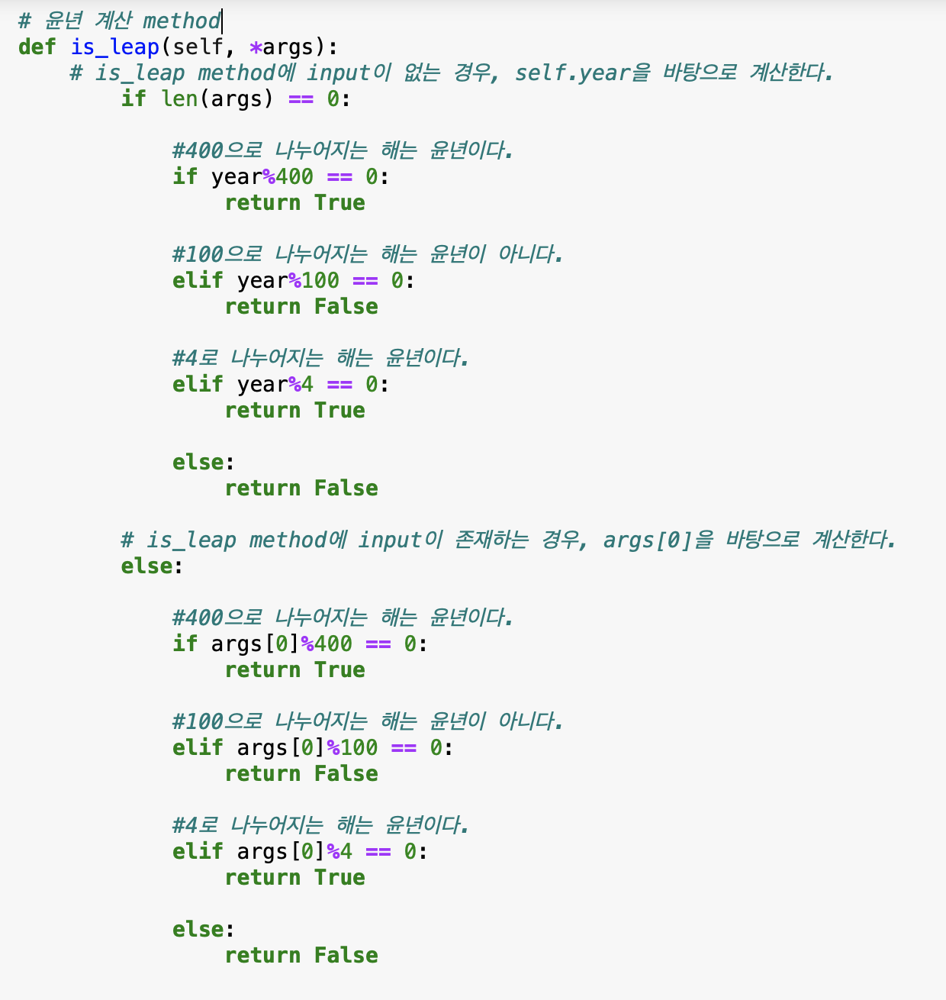 # 윤년 계산 method
def is_leap(self, *args):
    # is_leap method에 input이 없는 경우, self.year을 바탕으로 계산한다.
        if len(args) == 0:
            #400으로 나누어지는 해는 윤년이다.
            if year%400 == 0:
                return True
            #100으로 나누어지는 해는 윤년이 아니다.
            elif year%100 == 0:
                return False
            #4로 나누어지는 해는 윤년이다.
            elif year%4 == 0:
                return True
            else:
                return False
        # is_leap method에 input이 존재하는 경우, args[0]을 바탕으로 계산한다.
        else:
            #400으로 나누어지는 해는 윤년이다.
            if args[0]%400 == 0:
                return True
            #100으로 나누어지는 해는 윤년이 아니다.
            elif args[0]%100 == 0:
                return False
            #4로 나누어지는 해는 윤년이다.
            elif args[0]%4 == 0:
                return True
            else:
                return False